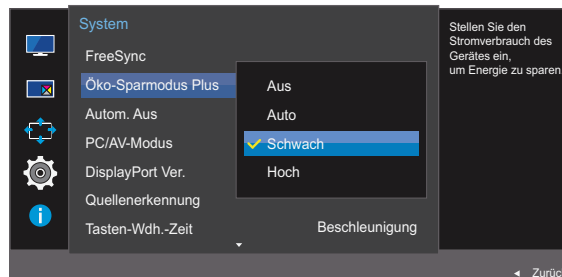 System
FreeSync
Öko-Sparmodus Plus
Autom. Aus
PC/AV-Modus
DisplayPort Ver.
Quellenerkennung
Tasten-Wdh.-Zeit
Beschleunigung
Aus
Auto
Schwach
Hoch
Stellen Sie den
Stromverbrauch des
Gerätes ein,
um Energie zu sparen
Zurüc